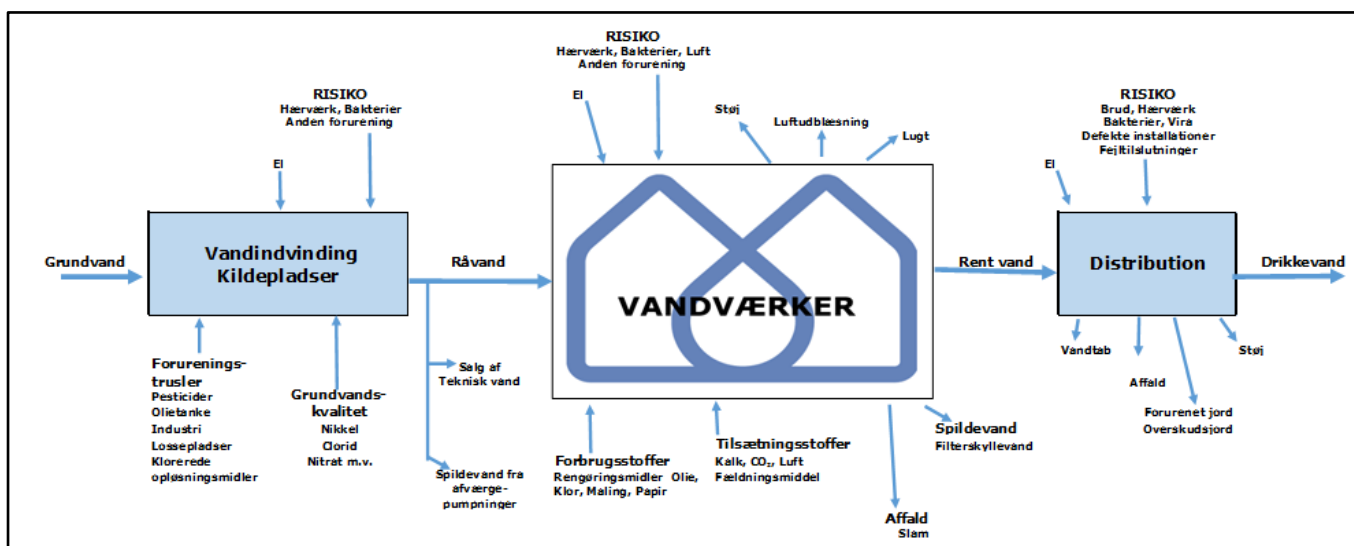 RISIKO
Hærværk, Bakterier, Luft
Anden forurening
El
Støj
Luftudblæsning
Lugt
RISIKO
Hærværk, Bakterier
Anden forurening
El
RISIKO
Brud, Hærværk
Bakterier, Vira
Defekte installationer
Fejltilslutninger
El
Grundvand
Vandindvinding
Kildepladser
Råvand
VANDVÆRKER
Rent vand
Distribution
Drikkevand
Forurenings-
trusler
Pesticider
Olietanke
Industri
Lossepladser
Klorerede
opløsningsmidler
Grundvands-
kvalitet
Nikkel
Clorid
Nitrat m.v.
Salg af
Teknisk vand
Spildevand fra
afværge-
pumpninger
Forbrugsstoffer
Rengøringsmidler Olie,
Klor, Maling, Papir
Tilsætningsstoffer
Kalk, CO₂, Luft
Fældningsmiddel
Spildevand
Filterskyllevand
Affald
Slam
Vandtab
Affald
Forurenet jord
Overskudsjord
Støj